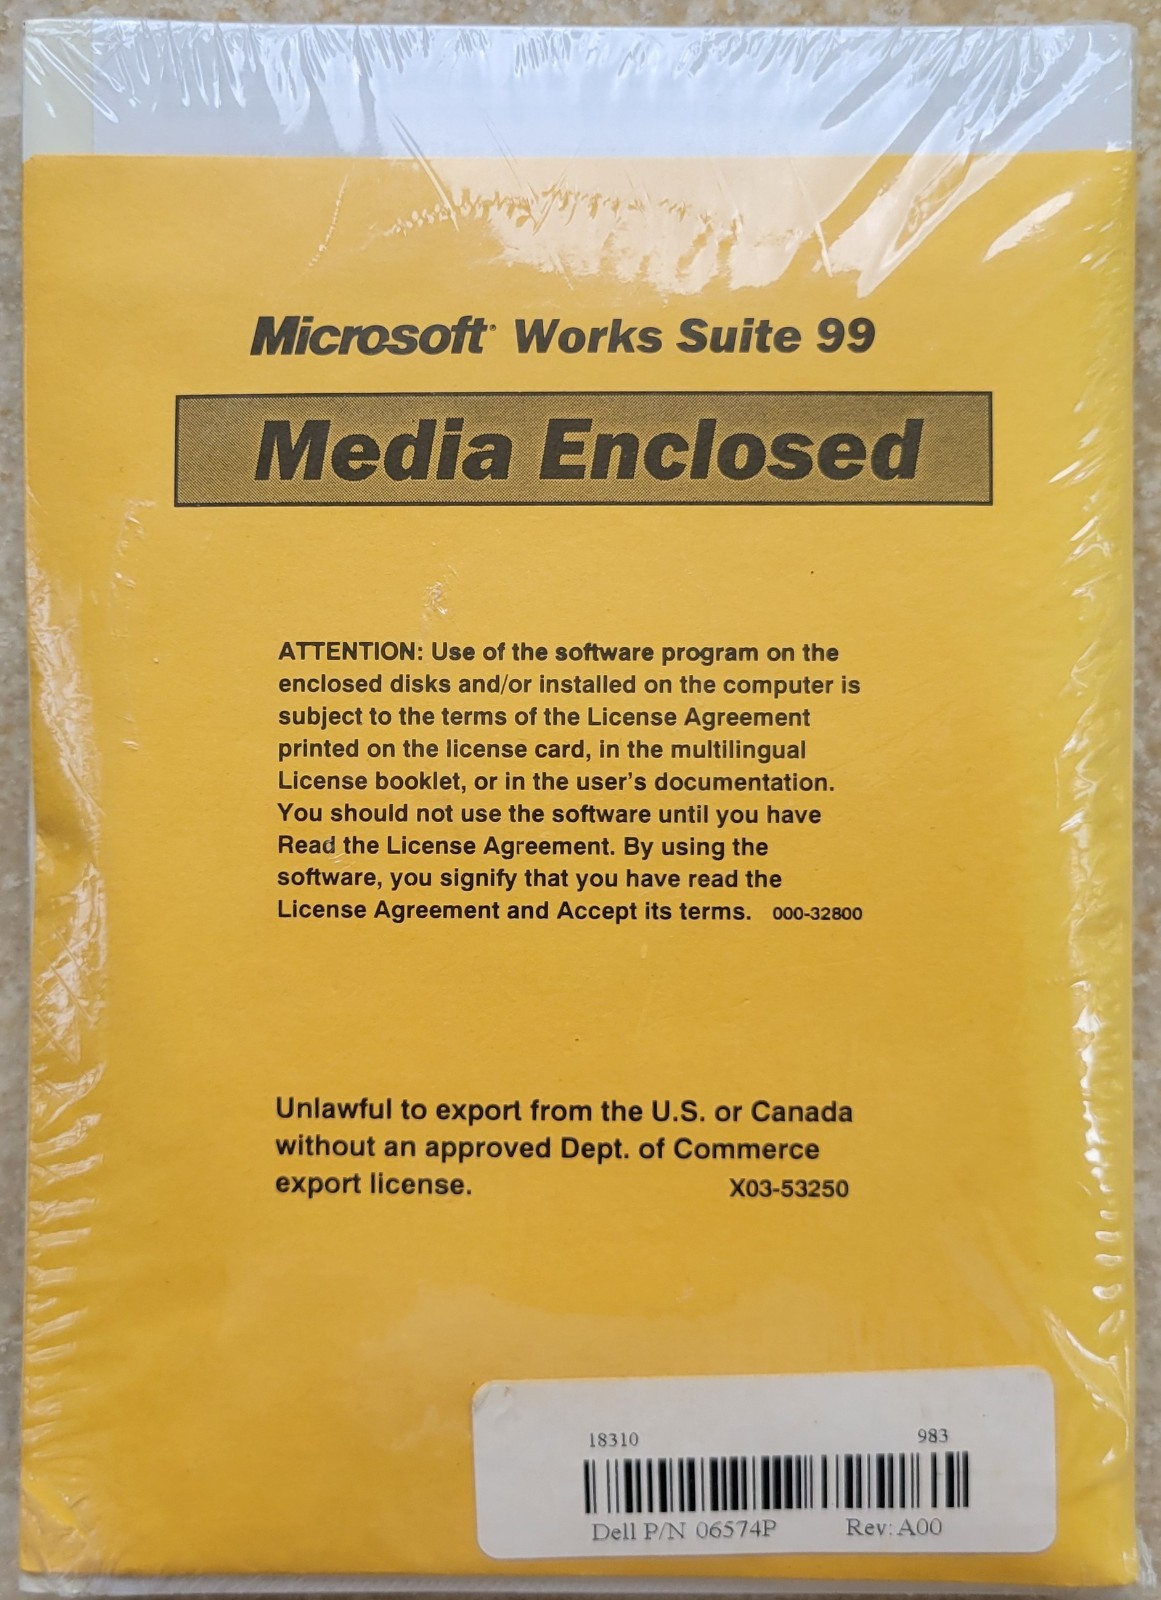 Microsoft® Works Suite 99
Media Enclosed
ATTENTION: Use of the software program on the
enclosed disks and/or installed on the computer is
subject to the terms of the License Agreement
printed on the license card, in the multilingual
License booklet, or in the user's documentation.
You should not use the software until you have
Read the License Agreement. By using the
software, you signify that you have read the
License Agreement and Accept its terms. 000-32800
Unlawful to export from the U.S. or Canada
without an approved Dept. of Commerce
export license. X03-53250
18310 983
Dell P/N 06574P Rev: A00